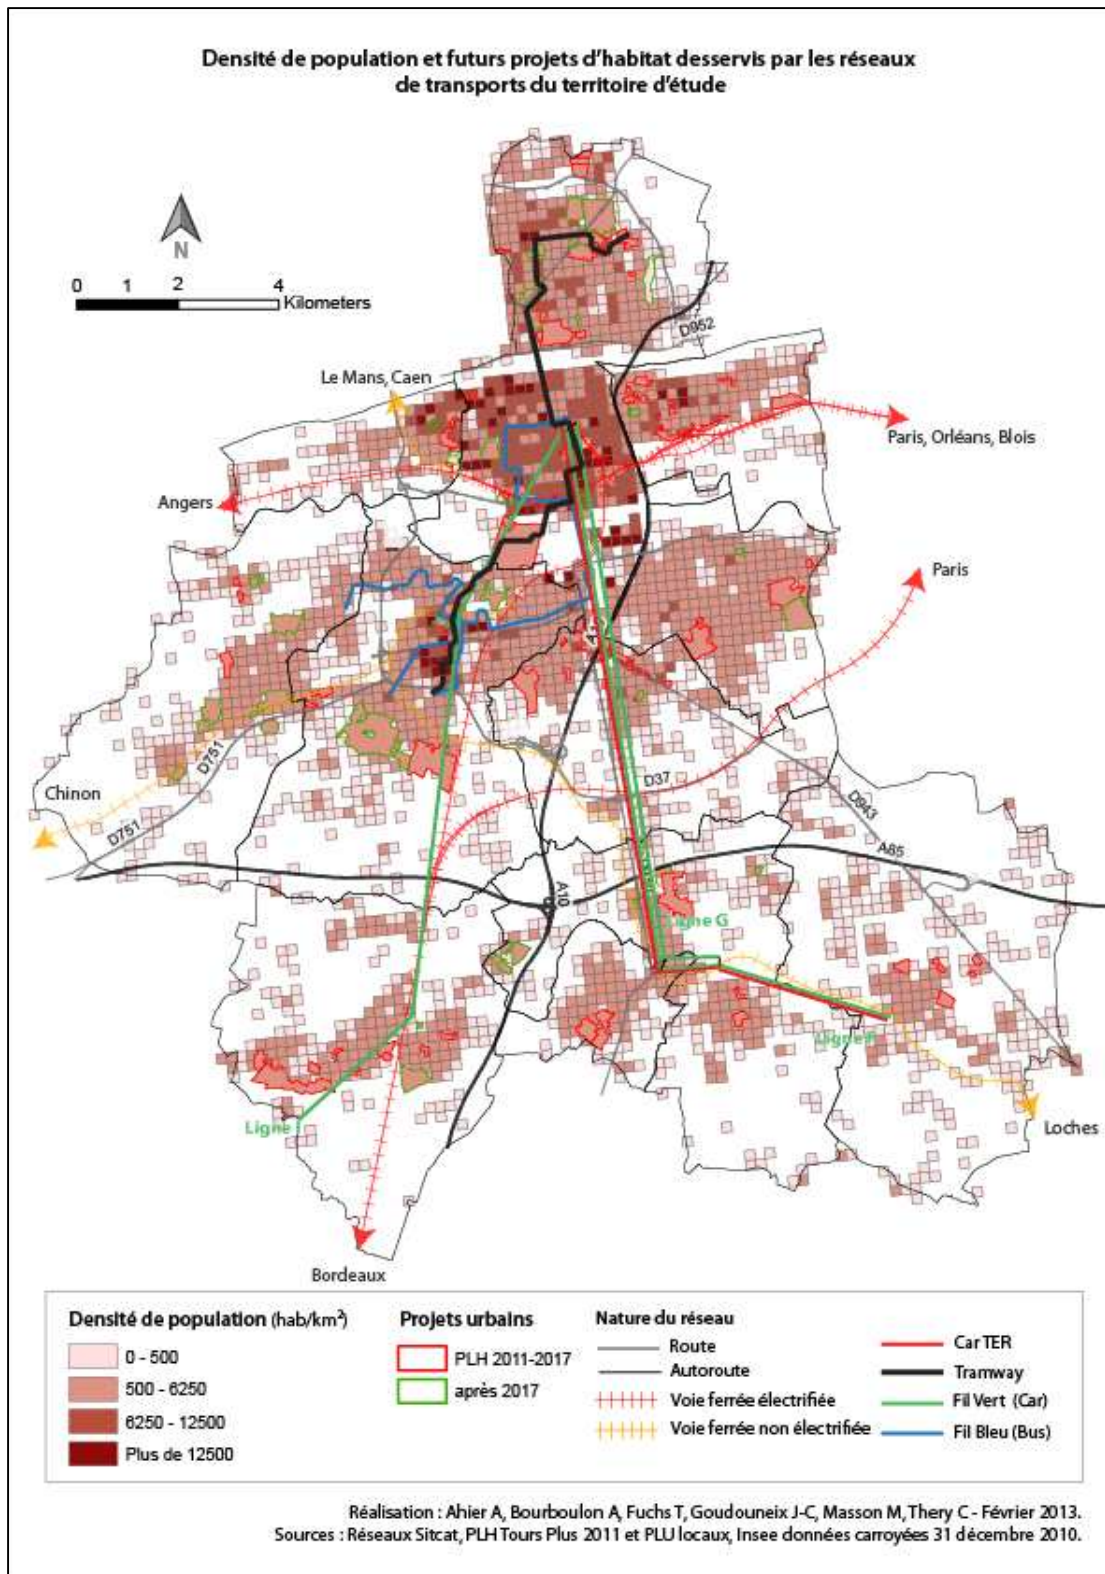 Densité de population et futurs projets d'habitat desservis par les réseaux
de transports du territoire d'étude
N
0 1 2 4
Kilometers
D952
Le Mans, Caen
Paris, Orléans, Blois
Angers
Paris
Chinon
D751
D751
D37
D943
A85
A10
Ligne G
Ligne
Ligne
Loches
Bordeaux
Densité de population (hab/km²)
0 - 500
500 - 6250
6250 - 12500
Plus de 12500
Projets urbains
PLH 2011-2017
après 2017
Nature du réseau
Route
Autoroute
Voie ferrée électrifiée
Voie ferrée non électrifiée
Car TER
Tramway
Fil Vert (Car)
Fil Bleu (Bus)
Réalisation : Ahier A, Bourboulon A, Fuchs T, Goudouneix J-C, Masson M, Thery C - Février 2013.
Sources : Réseaux Sitcat, PLH Tours Plus 2011 et PLU locaux, Insee données carroyées 31 décembre 2010.